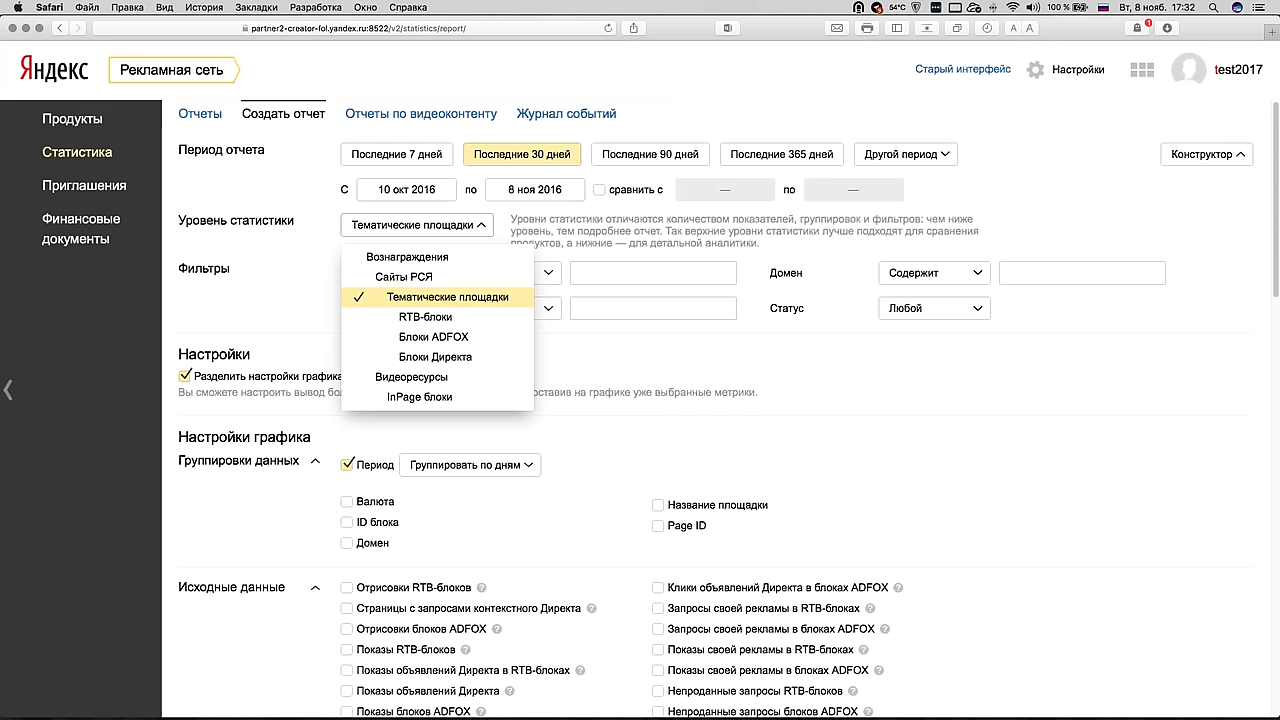 Safari Файл Правка Вид История Закладки Разработка Окно Справка 54°C 100 % Вт, 8 нояб. 17:32
partner2-creator-fol.yandex.ru:8522/v2/statistics/report/
A A
1
Яндекс Рекламная сеть Старый интерфейс Настройки test2017
Продукты
Статистика
Приглашения
Финансовые
документы
Отчеты Создать отчет Отчеты по видеоконтенту Журнал событий
Период отчета Последние 7 дней Последние 30 дней Последние 90 дней Последние 365 дней Другой период Конструктор
С 10 окт 2016 по 8 ноя 2016 сравнить с — по —
Уровень статистики Тематические площадки
Уровни статистики отличаются количеством показателей, группировок и фильтров: чем ниже
уровень, тем подробнее отчет. Так верхние уровни статистики лучше подходят для сравнения
продуктов, а нижние — для детальной аналитики.
Вознаграждения
Сайты РСЯ
Тематические площадки
RTB-блоки
Блоки ADFOX
Блоки Директа
Видеоресурсы
InPage блоки
Фильтры Домен Содержит
Статус Любой
Настройки
Разделить настройки графика
Вы сможете настроить вывод бол оставив на графике уже выбранные метрики.
Настройки графика
Группировки данных Период Группировать по дням
Валюта Название площадки
ID блока Page ID
Домен
Исходные данные Отрисовки RTB-блоков Клики объявлений Директа в блоках ADFOX
Страницы с запросами контекстного Директа Запросы своей рекламы в RTB-блоках
Отрисовки блоков ADFOX Запросы своей рекламы в блоках ADFOX
Показы RTB-блоков Показы своей рекламы в RTB-блоках
Показы объявлений Директа в RTB-блоках Показы своей рекламы в блоках ADFOX
Показы объявлений Директа Непроданные запросы RTB-блоков
Показы блоков ADFOX Непроданные запросы блоков ADFOX